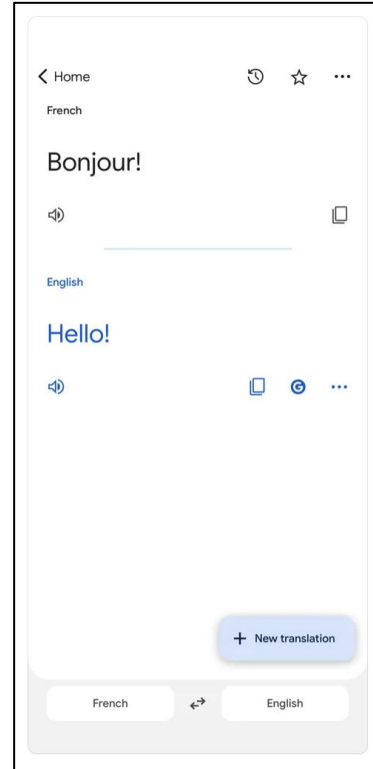 Home
French
Bonjour!
English
Hello!
+ New translation
French
English